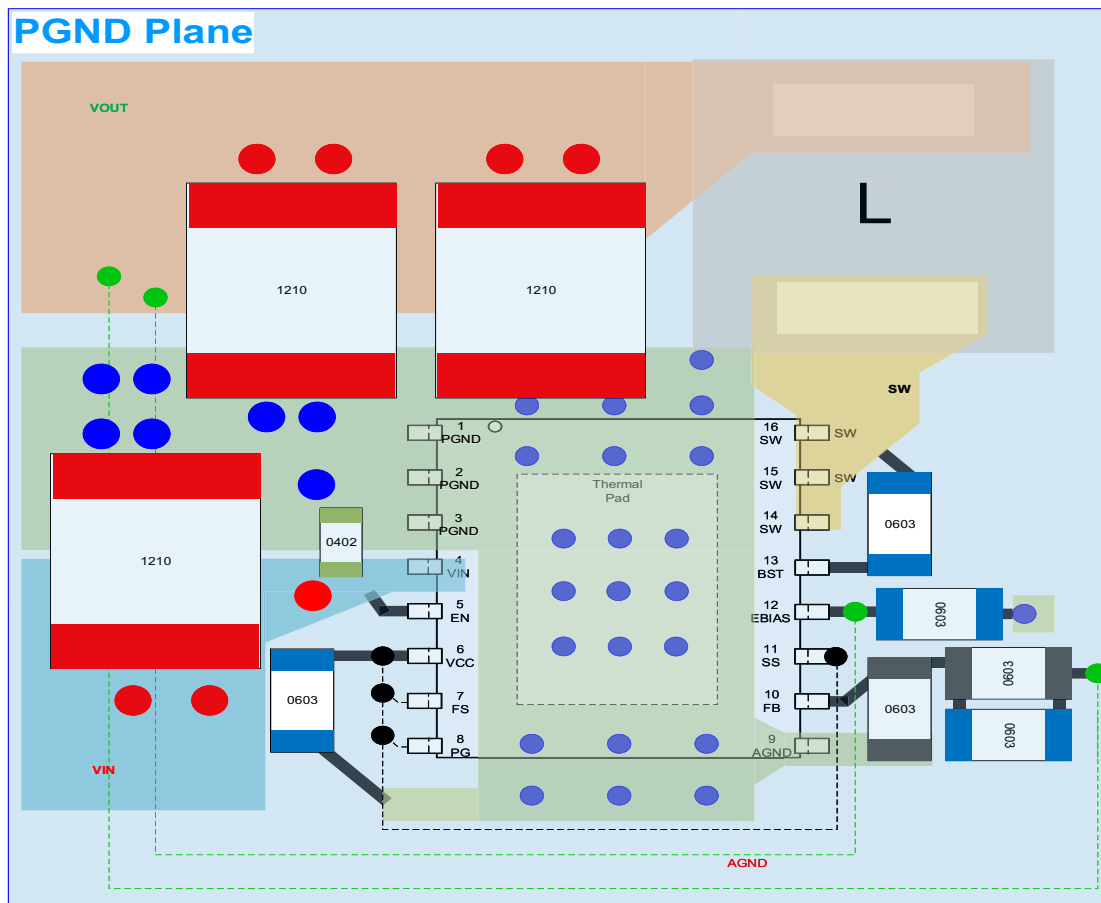 PGND Plane
VOUT
L
1210
1210
SW
1
PGND
16
SW
SW
2
PGND
Thermal
Pad
15
SW
SW
3
PGND
14
SW
0603
0402
1210
4
VIN
13
BST
5
EN
12
EBIAS
0603
6
VCC
11
SS
0603
0603
7
FS
10
FB
0603
0603
8
PG
9
AGND
VIN
AGND